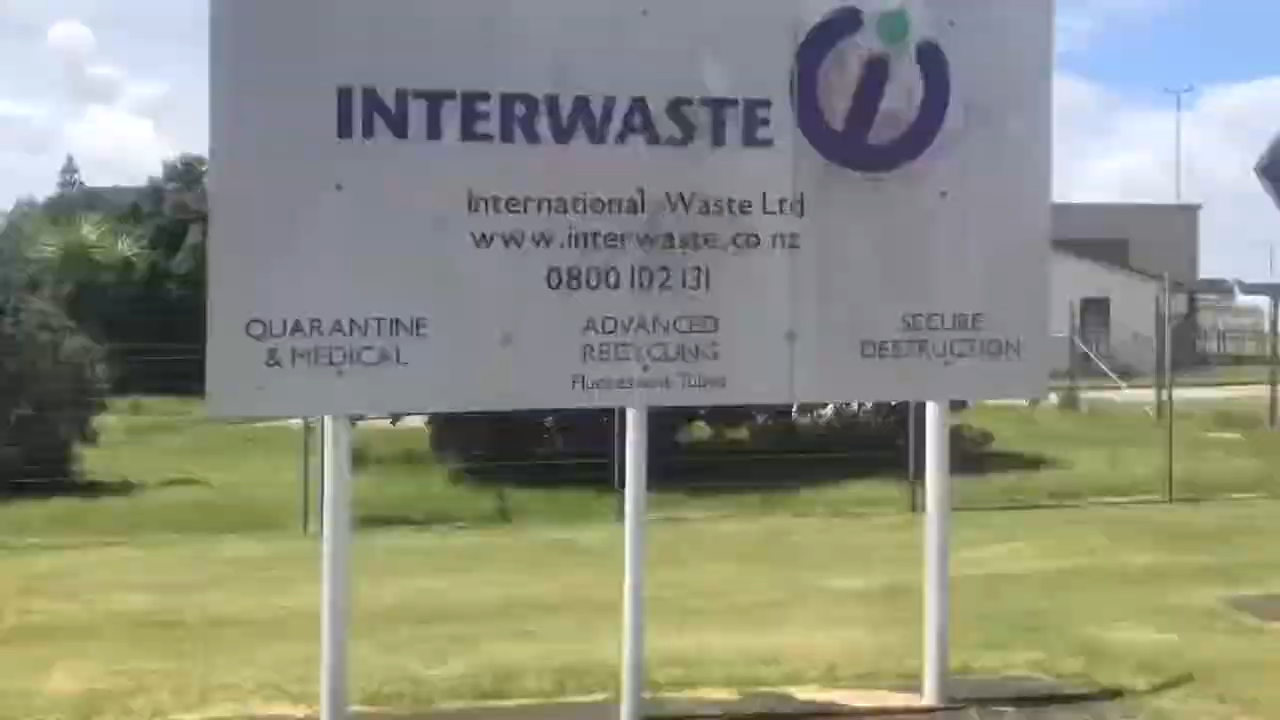 INTERWASTE
International Waste Ltd
www.interwaste.co.nz
0800 102 131
QUARANTINE
& MEDICAL
ADVANCED
RECYCLING
Fluorescent Tubes
SECURE
DESTRUCTION